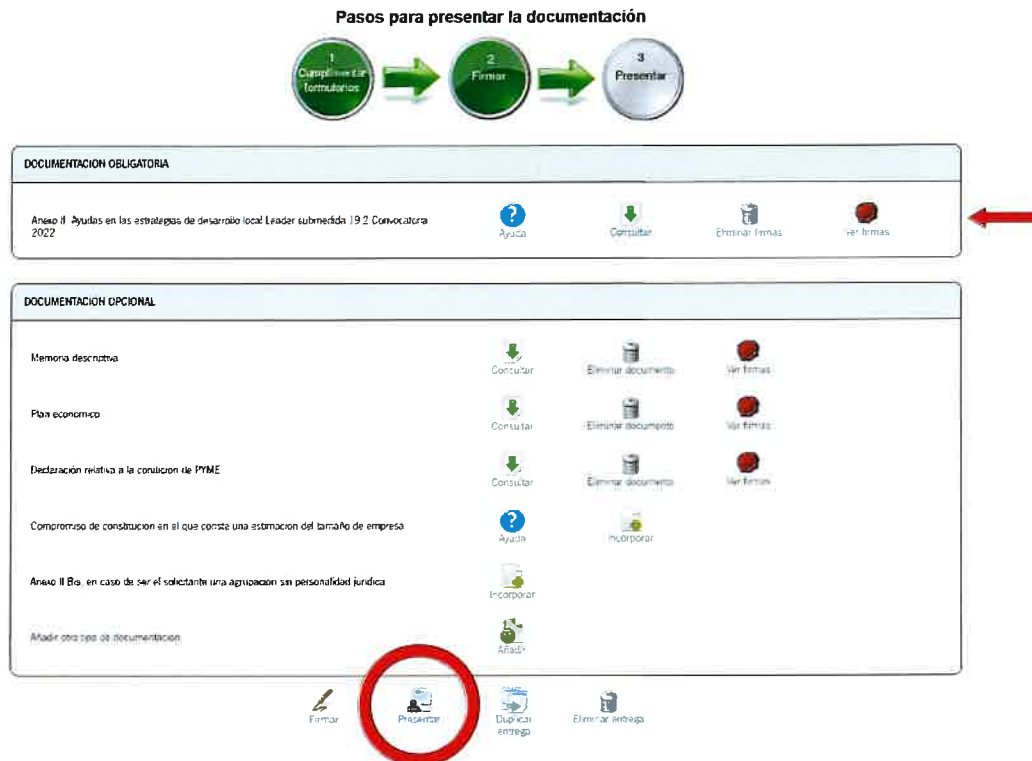 Pasos para presentar la documentación
1
Cumplimentar
formularios
2
Firmar
3
Presentar
DOCUMENTACION OBLIGATORIA
Anexo II. Ayudas en las estrategias de desarrollo local Leader submedida 19.2 Convocatoria
2022
Ayuda
Consultar
Eliminar firmas
Ver firmas
DOCUMENTACION OPCIONAL
Memoria descriptiva
Consultar
Eliminar documento
Ver firmas
Plan economico
Consultar
Eliminar documento
Ver firmas
Declaración relativa a la condicion de PYME
Consultar
Eliminar documento
Ver firmas
Compromiso de constitucion en el que conste una estimacion del tamaño de empresa
Ayuda
Incorporar
Anexo II Bis, en caso de ser el solicitante una agrupacion sin personalidad juridica
Incorporar
Añadir otro tipo de documentacion
Añadir
Firmar
Presentar
Duplicar
entrega
Eliminar entrega